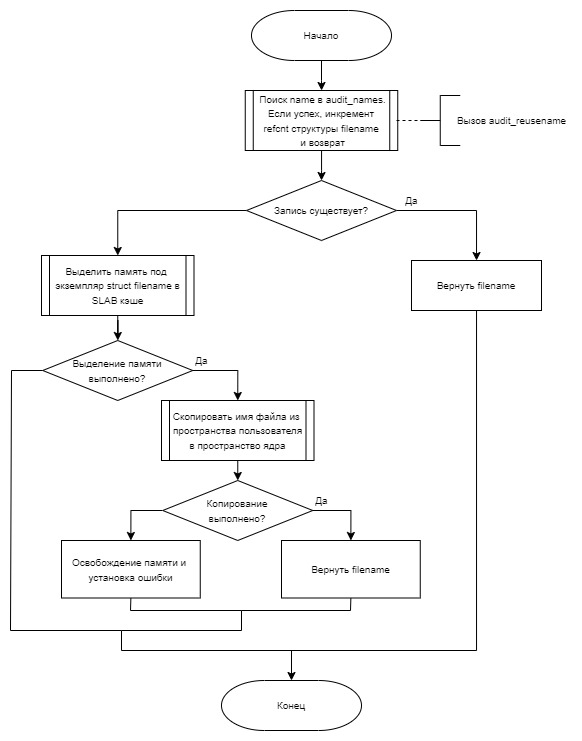 Начало
Поиск name в audit_names.
Если успех, инкремент
refcnt структуры filename
и возврат
Вызов audit_reusename
Запись существует?
Да
Выделить память под
экземпляр struct filename в
SLAB кэше
Вернуть filename
Выделение памяти
выполнено?
Да
Скопировать имя файла из
пространства пользователя
в пространство ядра
Копирование
выполнено?
Да
Освобождение памяти и
установка ошибки
Вернуть filename
Конец